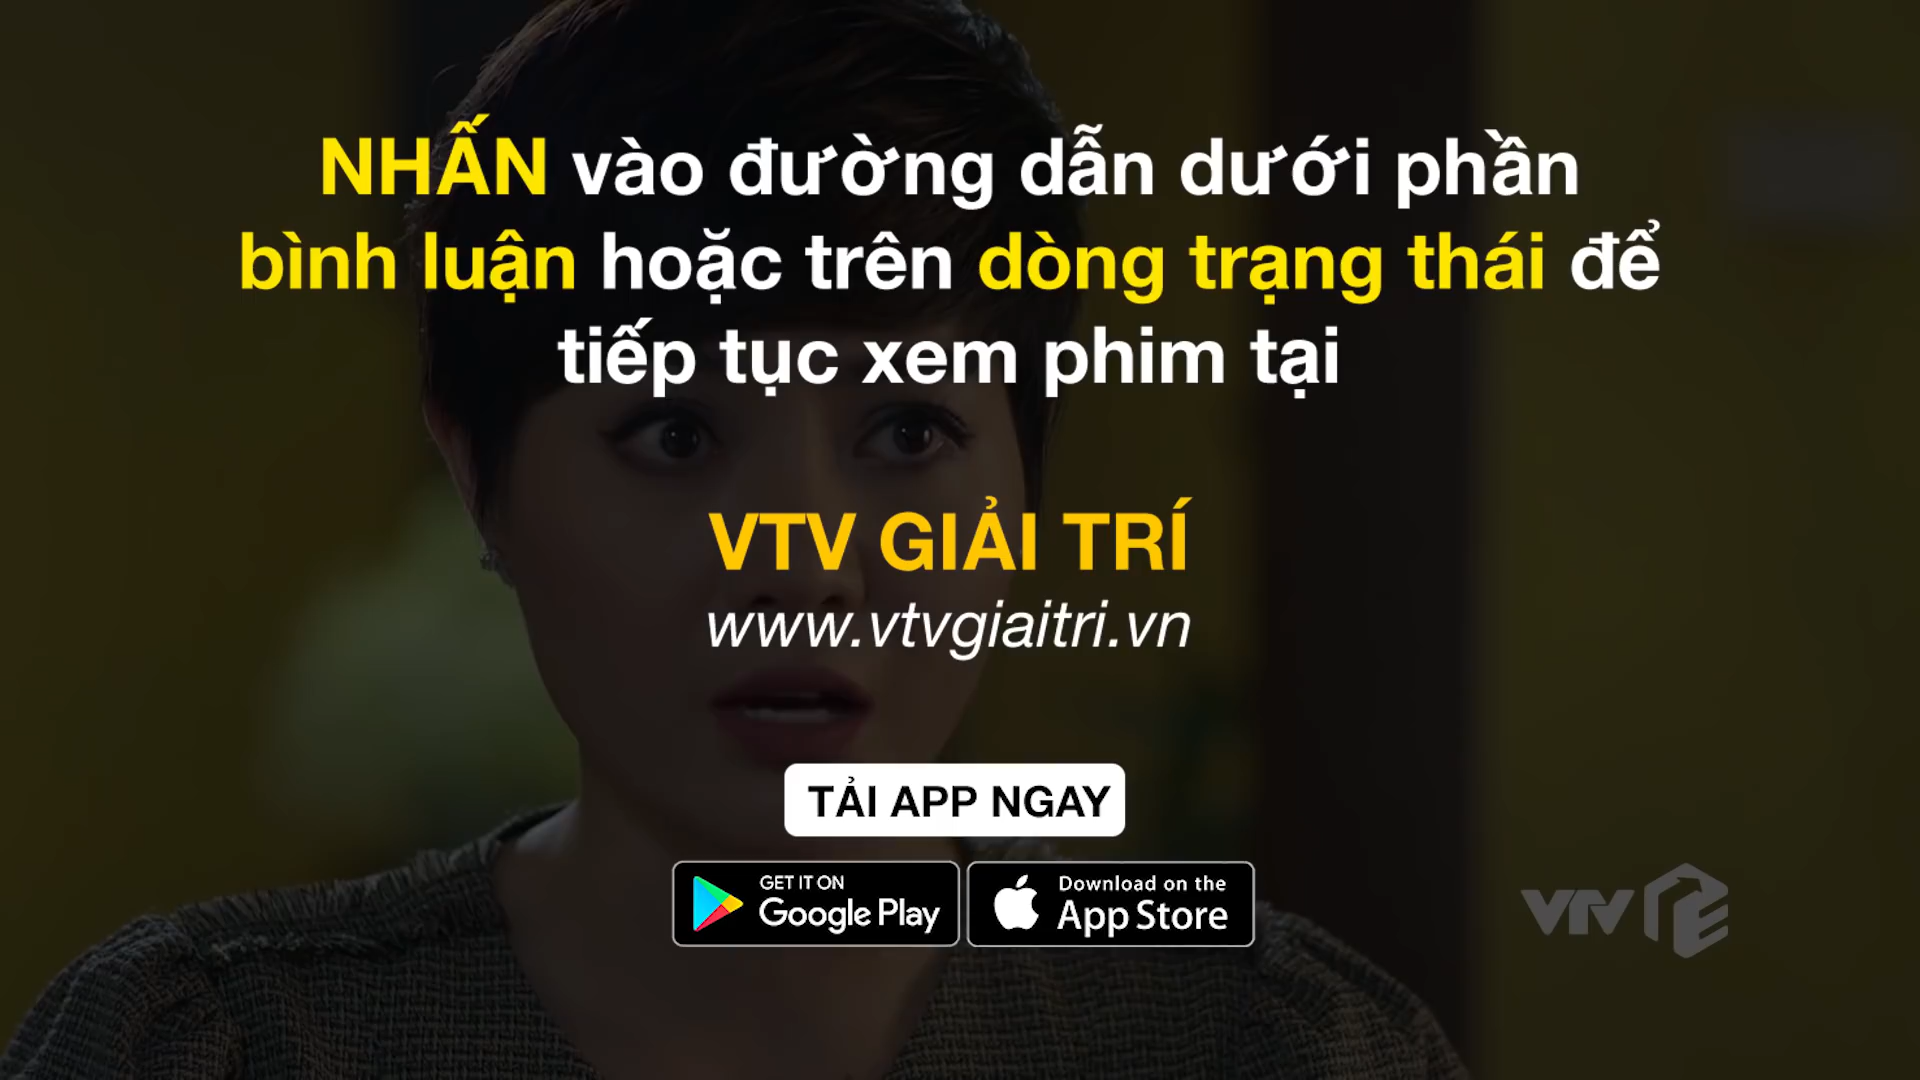 NHẤN vào đường dẫn dưới phần
bình luận hoặc trên dòng trạng thái để
tiếp tục xem phim tại
VTV GIẢI TRÍ
www.vtvgiaitri.vn
TẢI APP NGAY
GET IT ON
Google Play
Download on the
App Store
VTV